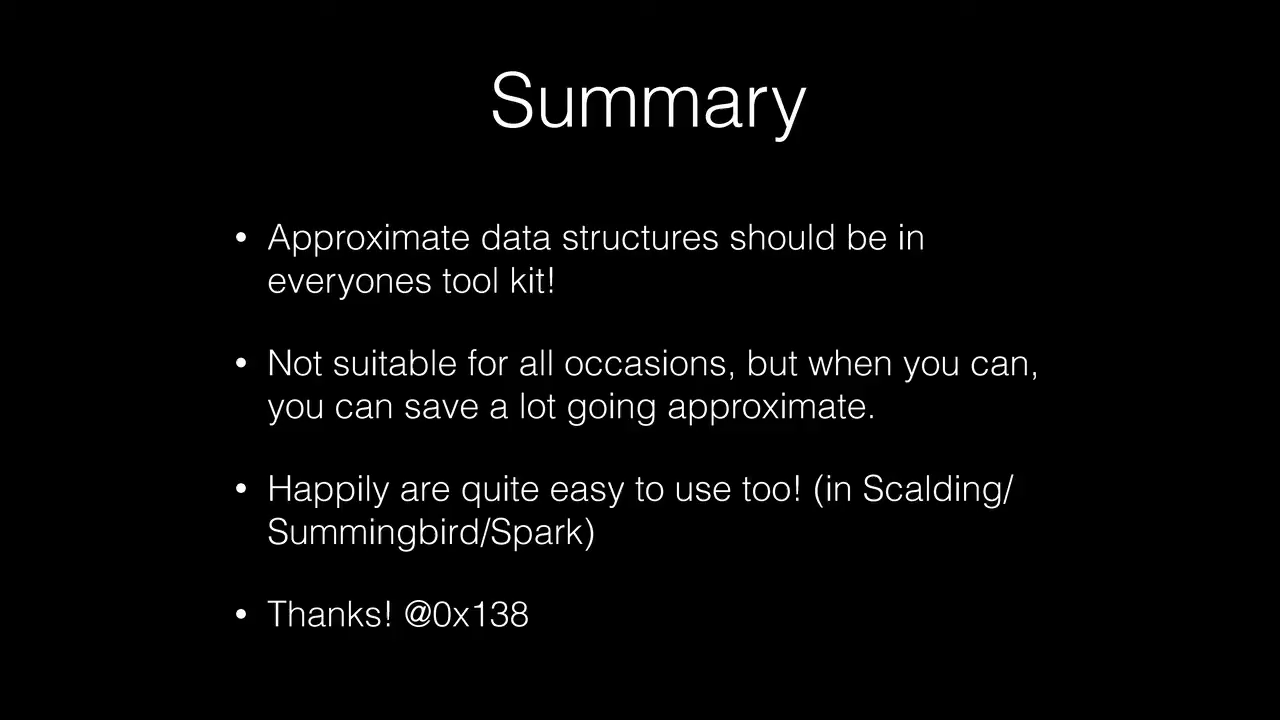 Summary
• Approximate data structures should be in
everyones tool kit!
• Not suitable for all occasions, but when you can,
you can save a lot going approximate.
• Happily are quite easy to use too! (in Scalding/
Summingbird/Spark)
• Thanks! @0x138